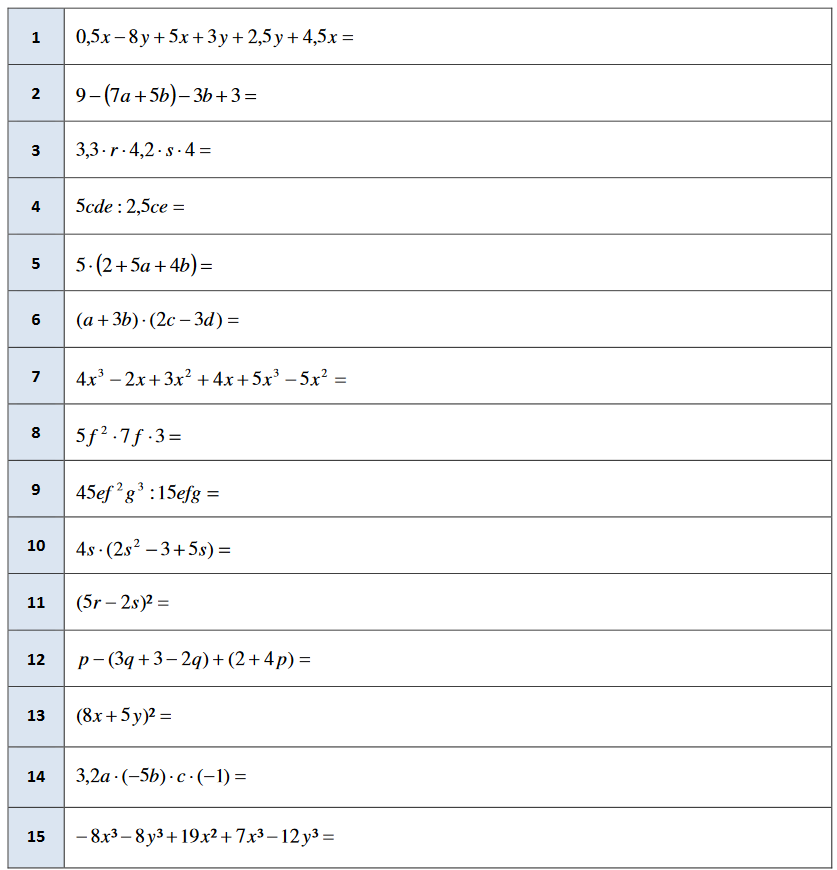 1 0,5x − 8y + 5x + 3y + 2,5y + 4,5x =
2 9 − (7a + 5b) − 3b + 3 =
3 3,3 · r · 4,2 · s · 4 =
4 5cde : 2,5ce =
5 5 · (2 + 5a + 4b) =
6 (a + 3b) · (2c − 3d) =
7 4x³ − 2x + 3x² + 4x + 5x³ − 5x² =
8 5f² · 7f · 3 =
9 45ef²g³ : 15efg =
10 4s · (2s² − 3 + 5s) =
11 (5r − 2s)² =
12 p − (3q + 3 − 2q) + (2 + 4p) =
13 (8x + 5y)² =
14 3,2a · (−5b) · c · (−1) =
15 − 8x³ − 8y³ + 19x² + 7x³ − 12y³ =